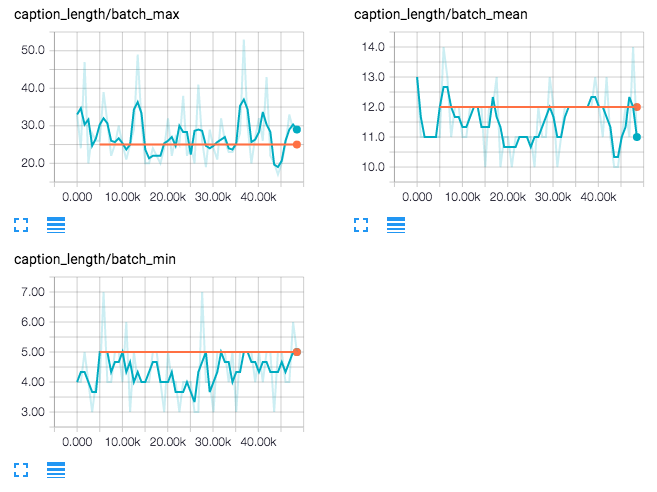 caption_length/batch_max
50.0
40.0
30.0
20.0
0.000 10.00k 20.00k 30.00k 40.00k
caption_length/batch_mean
14.0
13.0
12.0
11.0
10.0
0.000 10.00k 20.00k 30.00k 40.00k
caption_length/batch_min
7.00
6.00
5.00
4.00
3.00
0.000 10.00k 20.00k 30.00k 40.00k